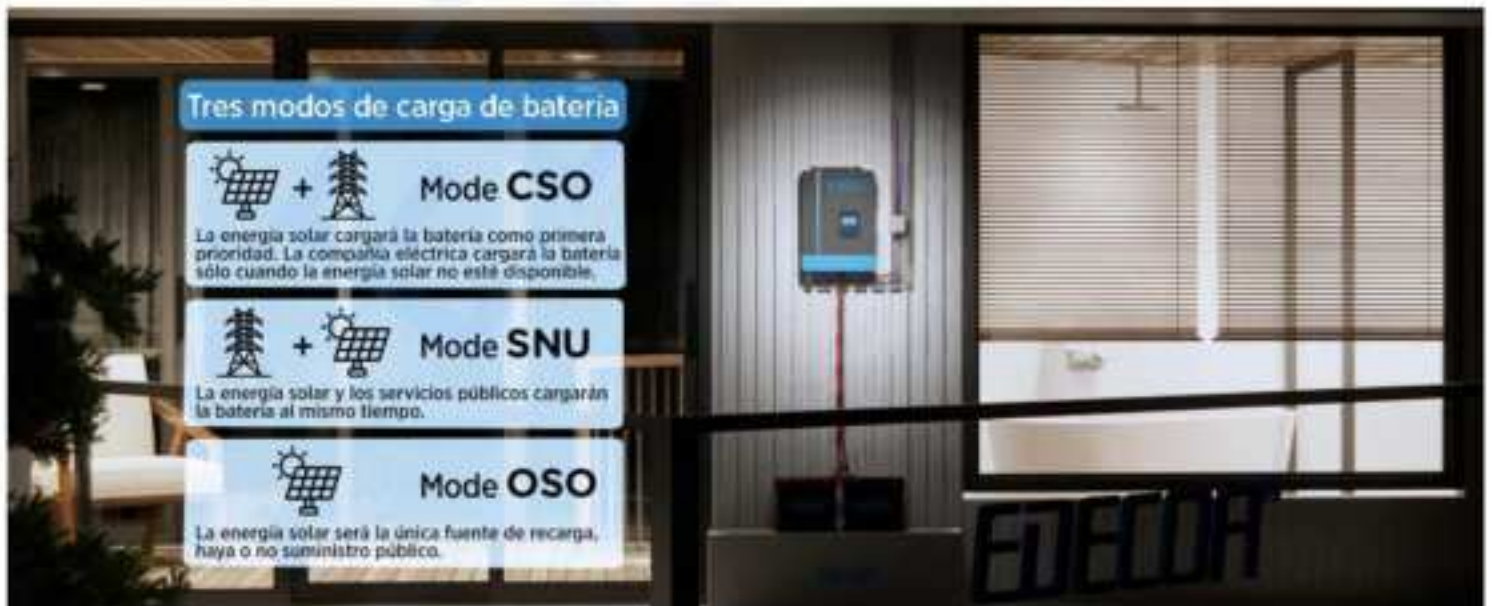 Tres modos de carga de batería
+ Mode CSO
La energía solar cargará la batería como primera
prioridad. La compañía eléctrica cargará la batería
sólo cuando la energía solar no esté disponible.
+ Mode SNU
La energía solar y los servicios públicos cargarán
la batería al mismo tiempo.
Mode OSO
La energía solar será la única fuente de recarga,
haya o no suministro público.